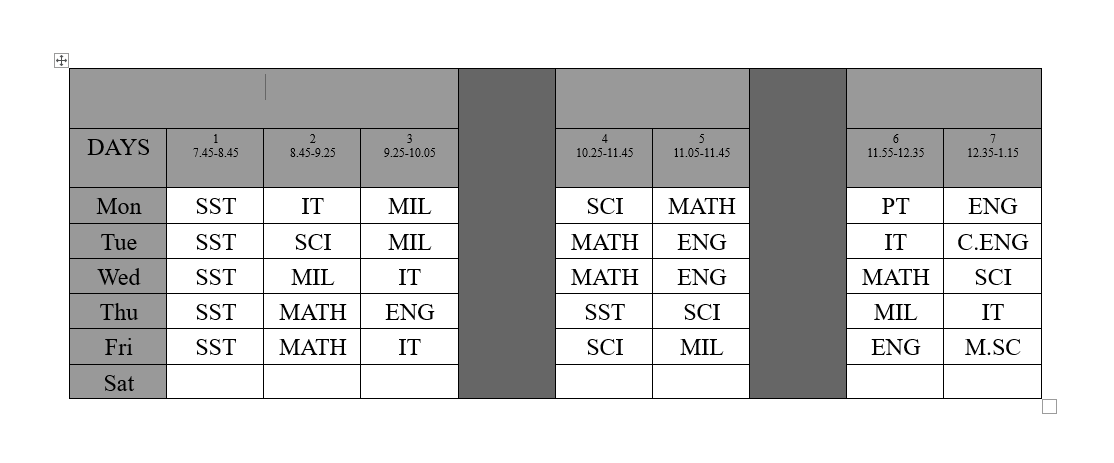 DAYS 1 2 3 4 5 6 7
7.45-8.45 8.45-9.25 9.25-10.05 10.25-11.45 11.05-11.45 11.55-12.35 12.35-1.15
Mon SST IT MIL SCI MATH PT ENG
Tue SST SCI MIL MATH ENG IT C.ENG
Wed SST MIL IT MATH ENG MATH SCI
Thu SST MATH ENG SST SCI MIL IT
Fri SST MATH IT SCI MIL ENG M.SC
Sat